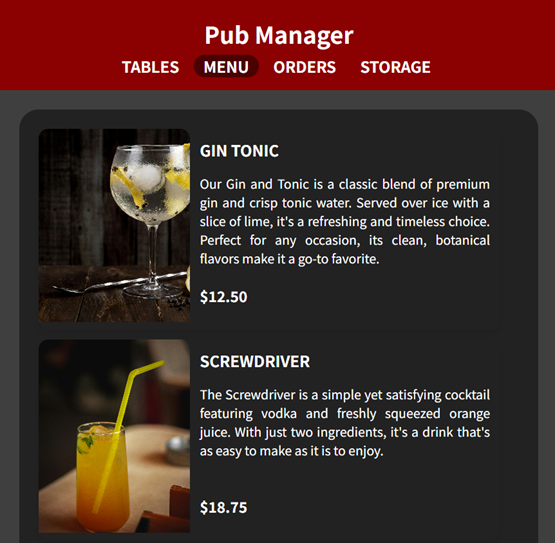 Pub Manager
TABLES MENU ORDERS STORAGE
GIN TONIC
Our Gin and Tonic is a classic blend of premium
gin and crisp tonic water. Served over ice with a
slice of lime, it's a refreshing and timeless choice.
Perfect for any occasion, its clean, botanical
flavors make it a go-to favorite.
$12.50
SCREWDRIVER
The Screwdriver is a simple yet satisfying cocktail
featuring vodka and freshly squeezed orange
juice. With just two ingredients, it's a drink that's
as easy to make as it is to enjoy.
$18.75